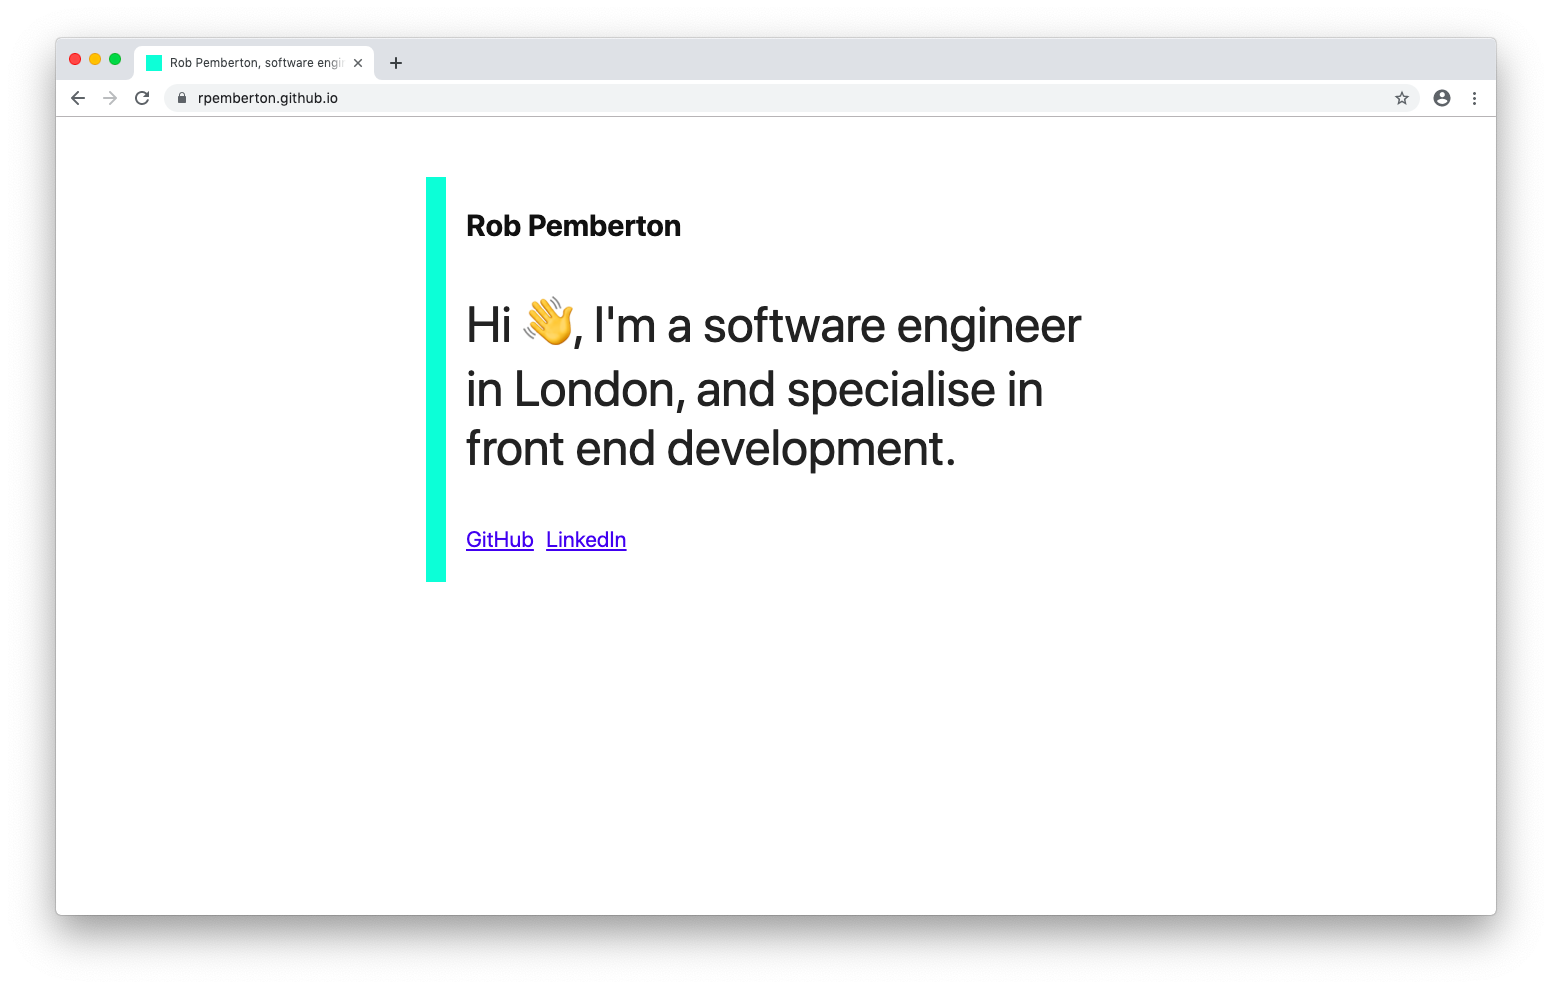 Rob Pemberton, software engi
rpemberton.github.io
Rob Pemberton
Hi 👋, I'm a software engineer
in London, and specialise in
front end development.
GitHub LinkedIn